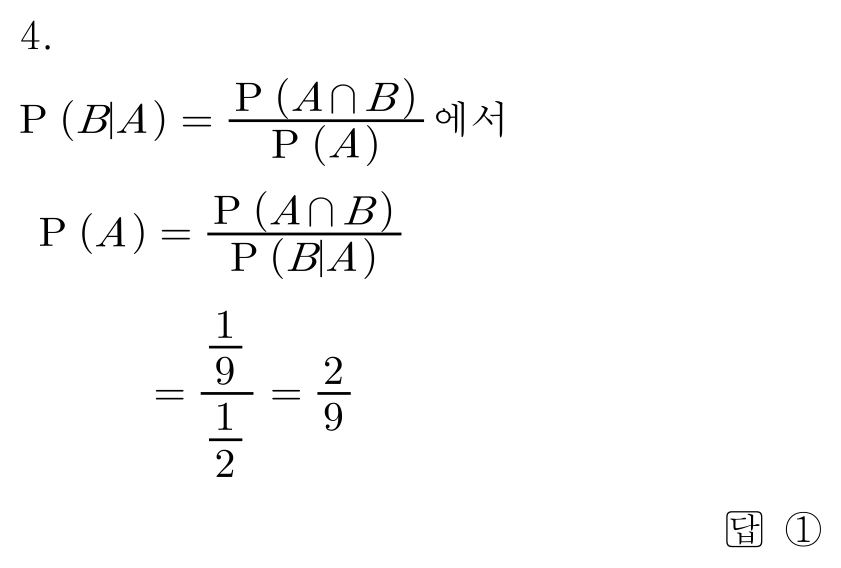 4.
P(B|A) = P(A∩B)/P(A) 에서
P(A) = P(A∩B)/P(B|A)
= (1/9)/(1/2) = 2/9
답 ①